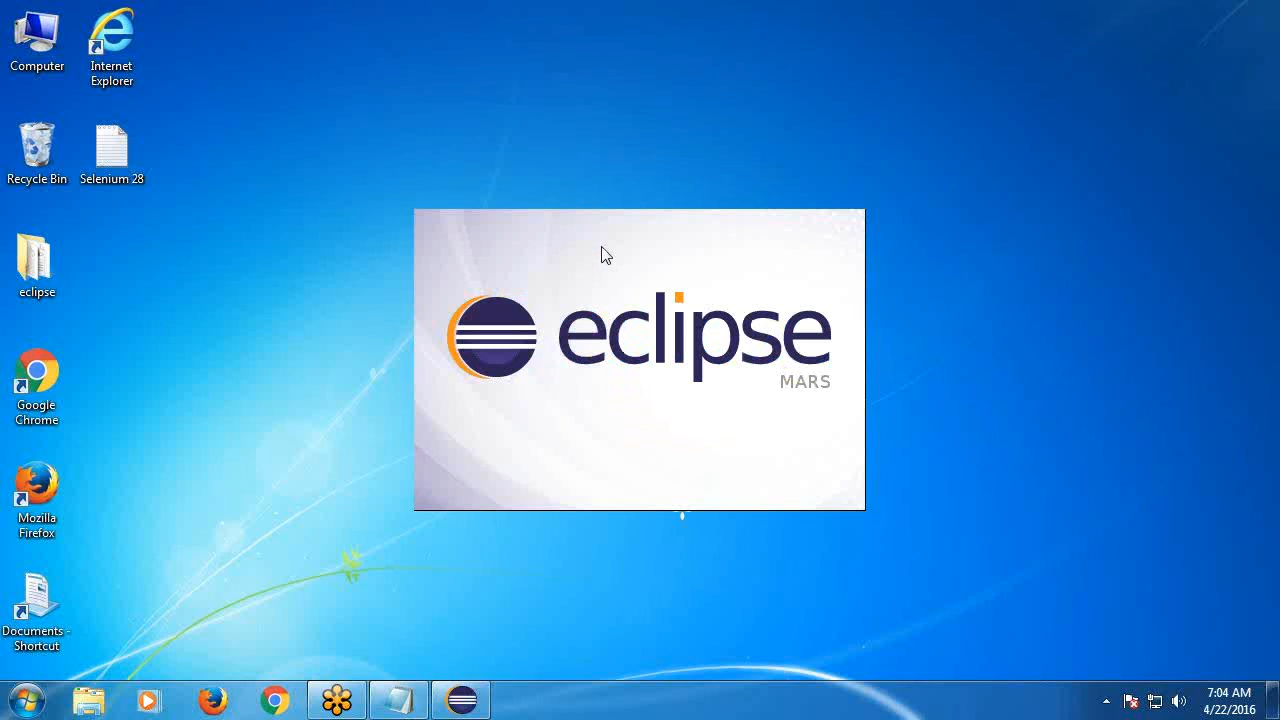 Computer
Internet
Explorer
Recycle Bin
Selenium 28
eclipse
Google
Chrome
Mozilla
Firefox
Documents -
Shortcut
eclipse
MARS
7:04 AM
4/22/2016